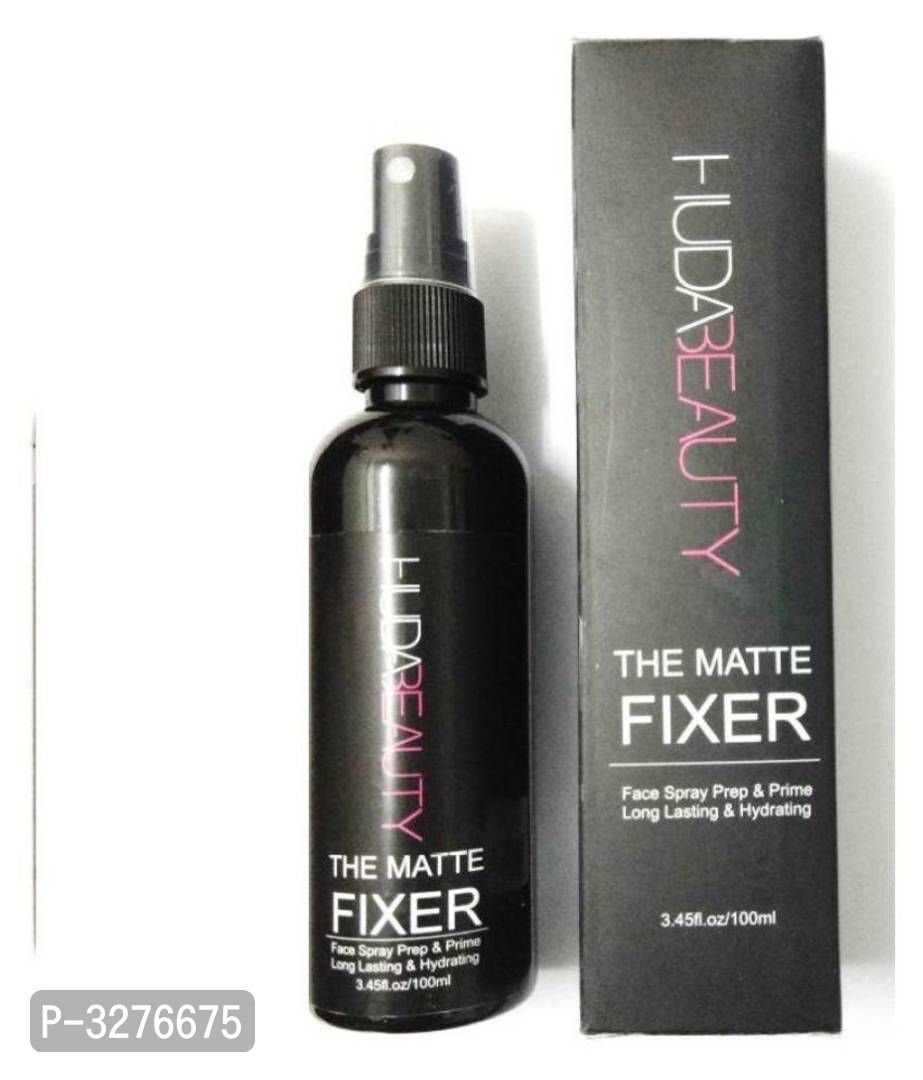 HUDABEAUTY
THE MATTE
FIXER
Face Spray Prep & Prime
Long Lasting & Hydrating
3.45fl.oz/100ml
HUDABEAUTY
THE MATTE
FIXER
Face Spray Prep & Prime
Long Lasting & Hydrating
3.45fl.oz/100ml
P-3276675